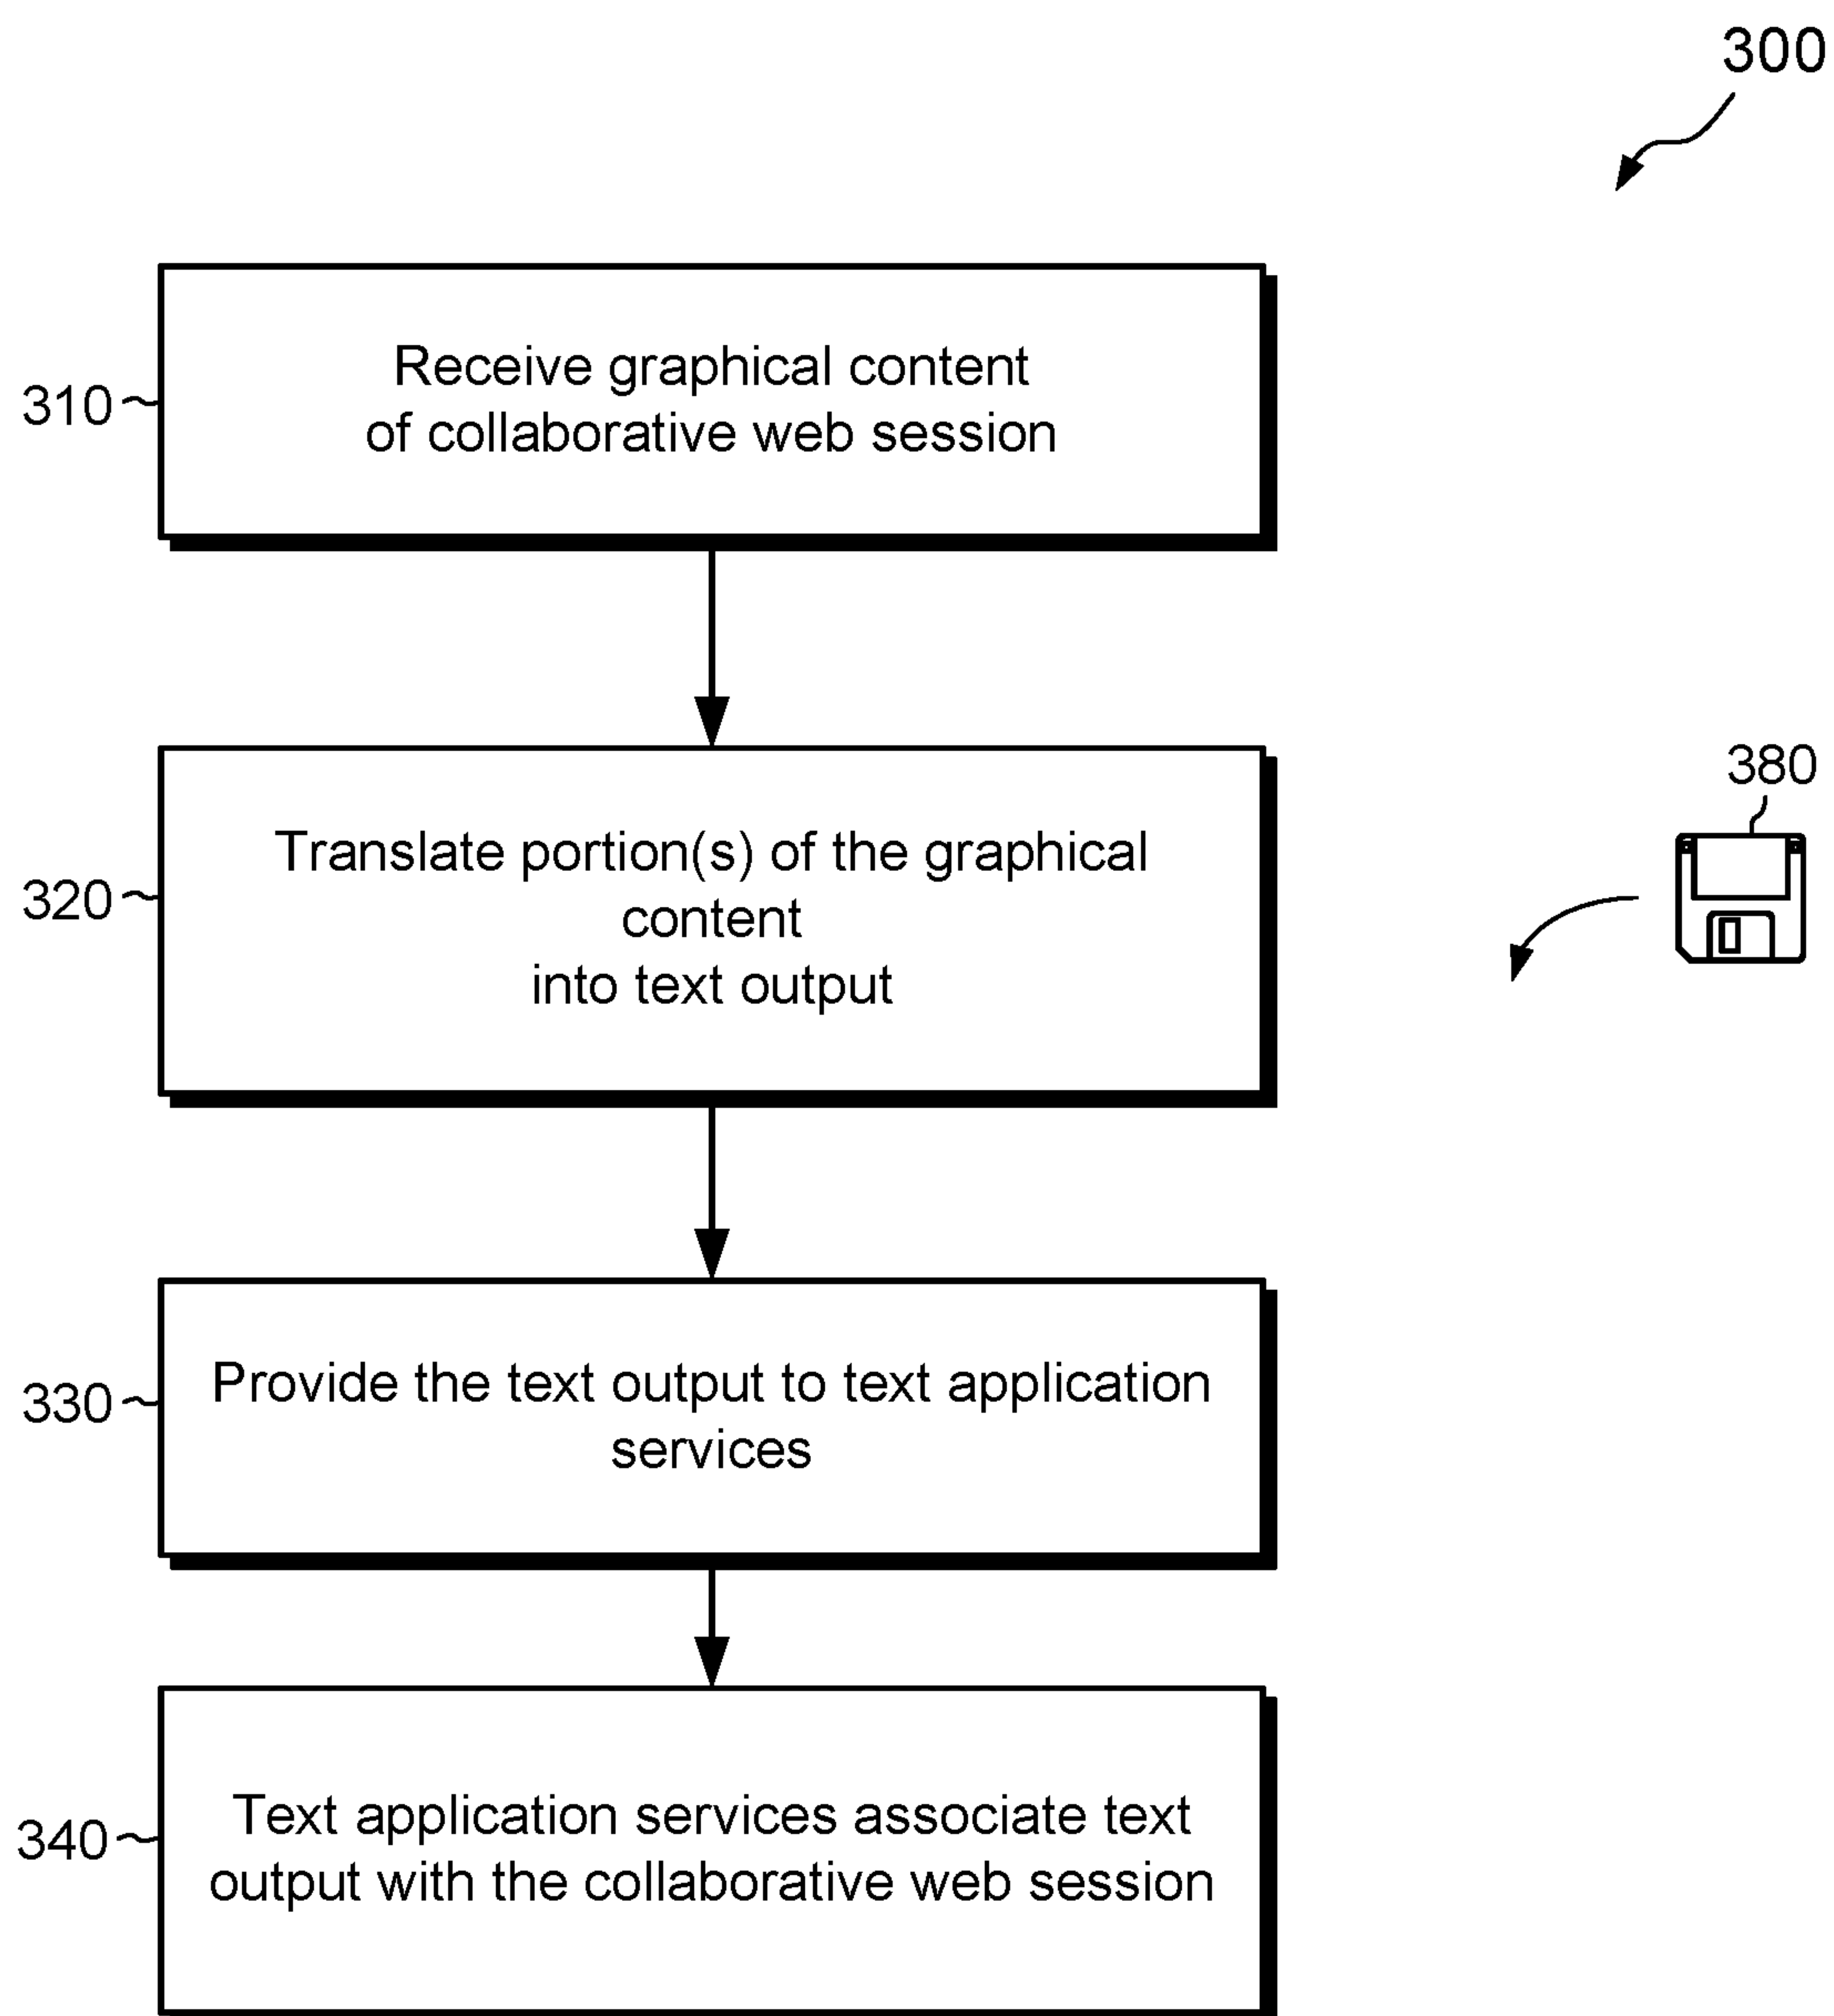 300
Receive graphical content
310
of collaborative web session
380
Translate portion(s) of the graphical
320
content
into text output
330
Provide the text output to text application
services
340
Text application services associate text
output with the collaborative web session